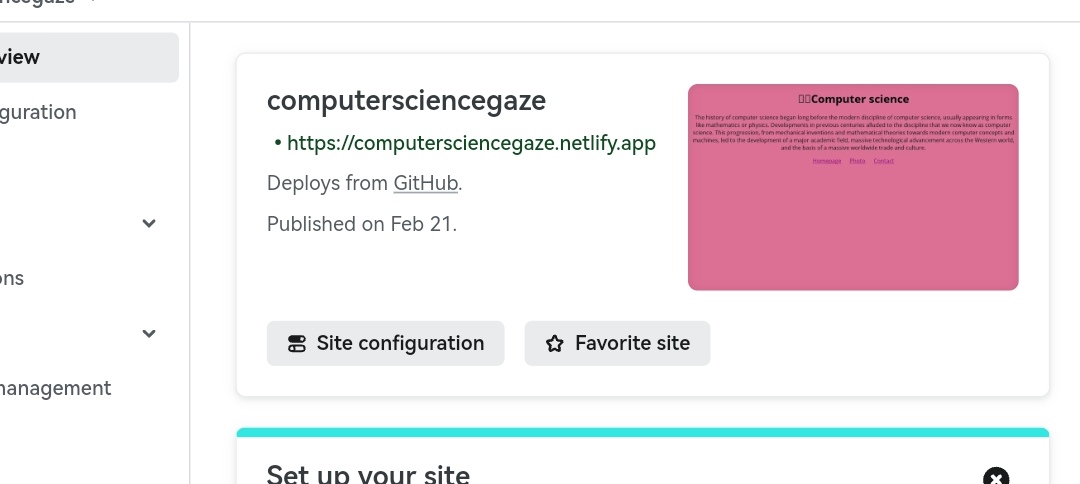 view
guration
ons
management
computersciencegaze
• https://computersciencegaze.netlify.app
Deploys from GitHub.
Published on Feb 21.
Computer science
The history of computer science began long before the modern discipline of computer science, usually appearing in forms
like mathematics or physics. Developments in previous centuries alluded to the discipline that we now know as computer
science. This progression, from mechanical inventions and mathematical theories towards modern computer concepts and
machines, led to the development of a major academic field, massive technological advancement across the Western world,
and the basis of a massive worldwide trade and culture.
Homepage Photo Contact
Site configuration
Favorite site
Set up your site